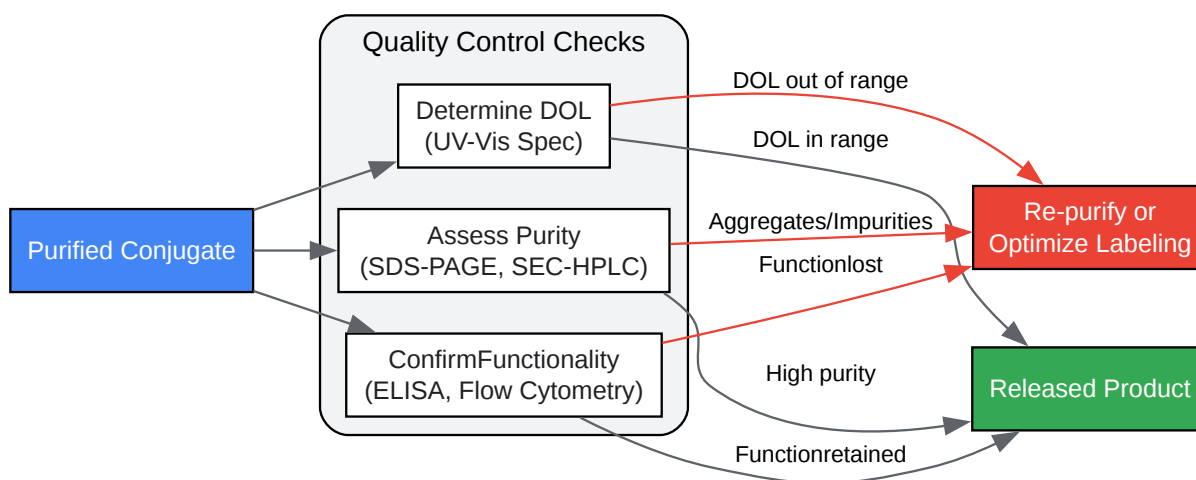 Quality Control Checks
DOL out of range
Determine DOL
(UV-Vis Spec)
DOL in range
Purified Conjugate
Assess Purity
(SDS-PAGE, SEC-HPLC)
Aggregates/Impurities
Re-purify or
Optimize Labeling
Functionlost
ConfirmFunctionality
(ELISA, Flow Cytometry)
High purity
Released Product
Functionretained